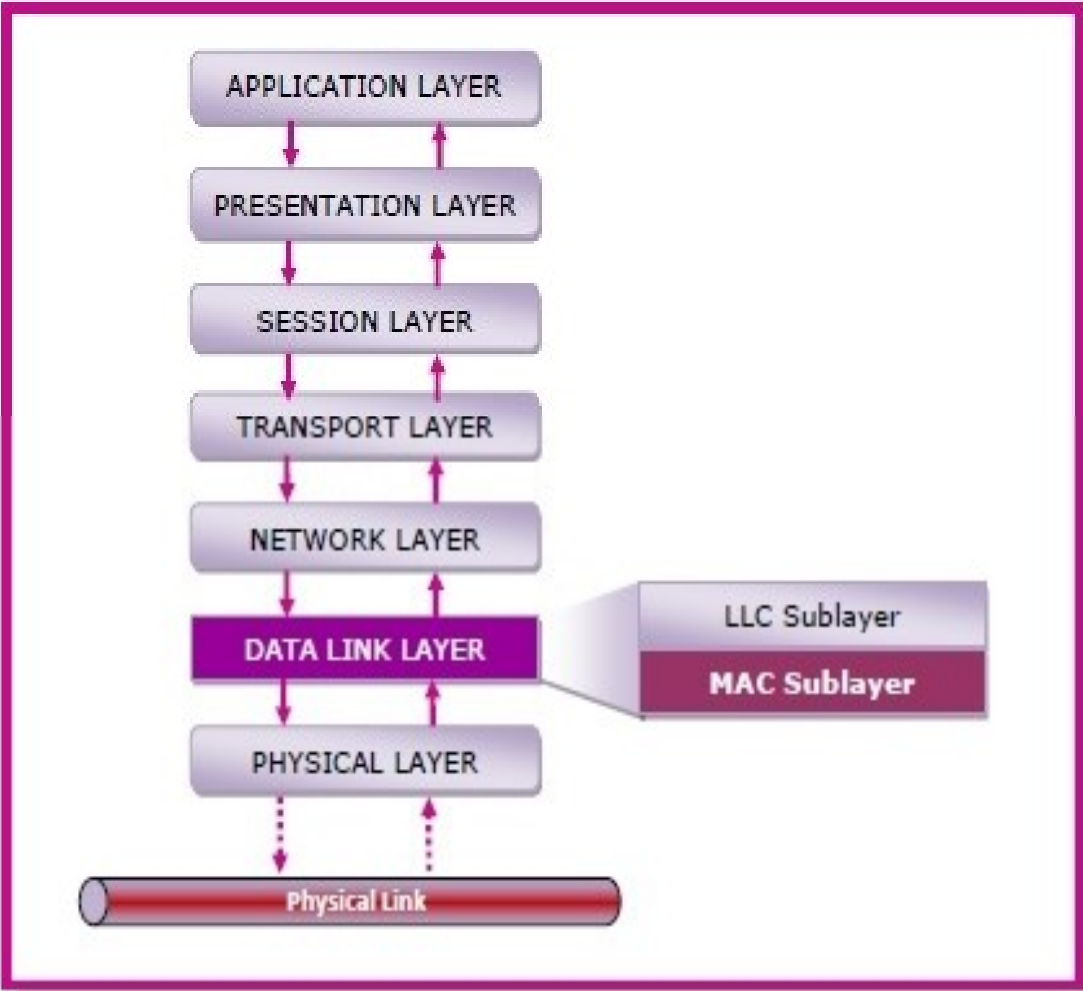 APPLICATION LAYER
PRESENTATION LAYER
SESSION LAYER
TRANSPORT LAYER
NETWORK LAYER
DATA LINK LAYER
LLC Sublayer
MAC Sublayer
PHYSICAL LAYER
Physical Link